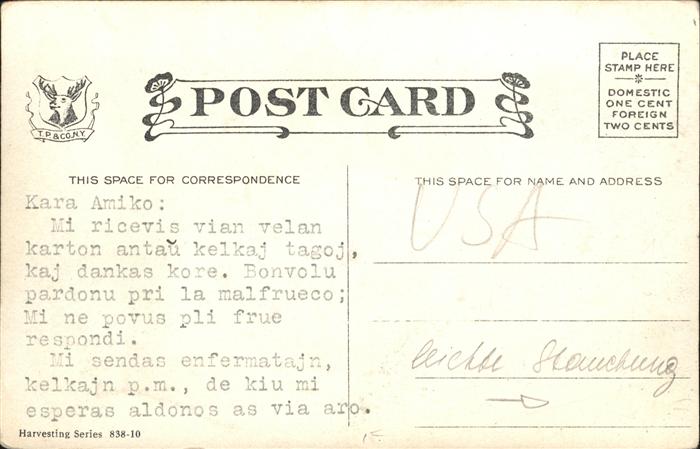 T.P.&CO.N.Y.
POST CARD
PLACE
STAMP HERE
DOMESTIC
ONE CENT
FOREIGN
TWO CENTS
THIS SPACE FOR CORRESPONDENCE
Kara Amiko:
Mi ricevis vian velan
karton antaŭ kelkaj tagoj,
kaj dankas kore. Bonvolu
pardonu pri la malfrueco;
Mi ne povus pli frue
respondi.
Mi sendas enfermatajn,
kelkajn p.m., de kiu mi
esperas aldonos as via aro.
Harvesting Series 838-10
THIS SPACE FOR NAME AND ADDRESS
USA
leichte Stauchung